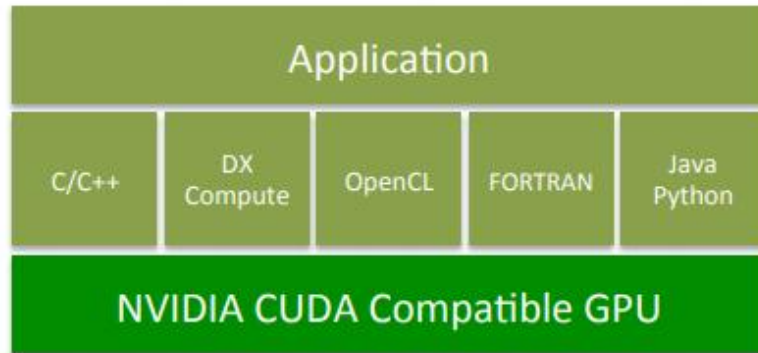 Application
C/C++
DX
Compute
OpenCL
FORTRAN
Java
Python
NVIDIA CUDA Compatible GPU